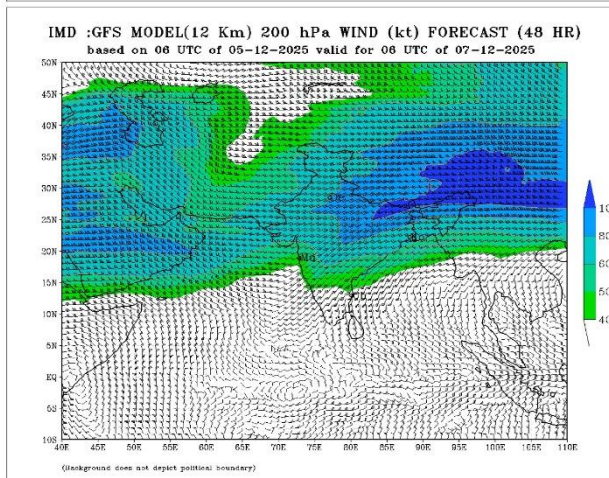 IMD :GFS MODEL(12 Km) 200 hPa WIND (kt) FORECAST (48 HR)
based on 06 UTC of 05-12-2025 valid for 06 UTC of 07-12-2025
50N
45N
40N
35N
30N
25N
20N
15N
10N
5N
EQ
5S
10S
40E 45E 50E 55E 60E 65E 70E 75E 80E 85E 90E 95E 100E 105E 110E
80
70
60
50
40
(Background does not depict political boundary)